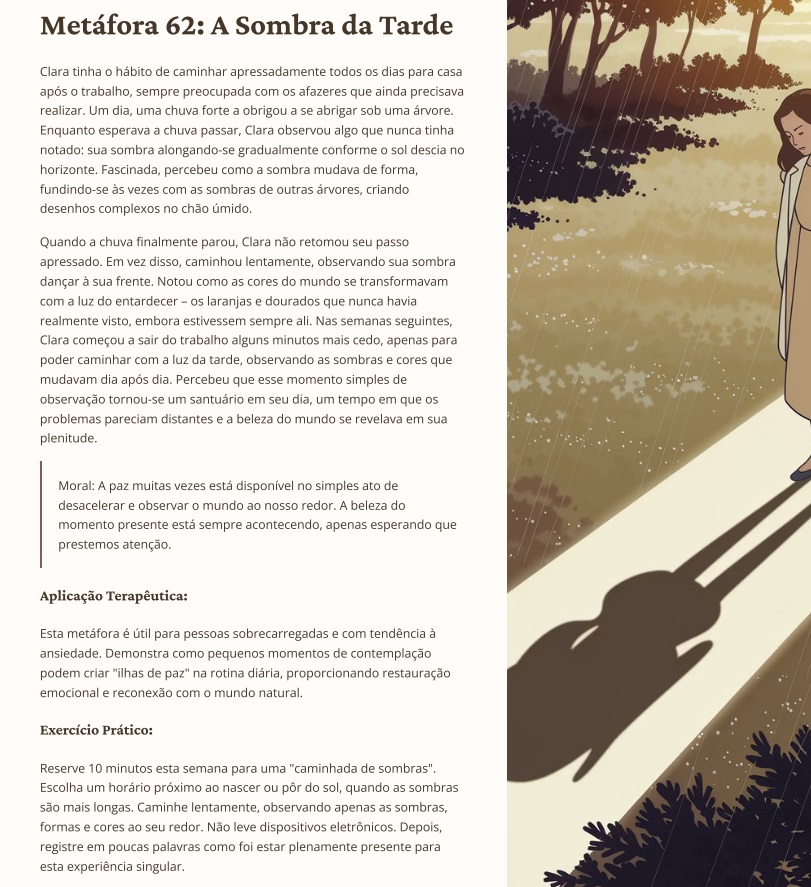 Metáfora 62: A Sombra da Tarde
Clara tinha o hábito de caminhar apressadamente todos os dias para casa
após o trabalho, sempre preocupada com os afazeres que ainda precisava
realizar. Um dia, uma chuva forte a obrigou a se abrigar sob uma árvore.
Enquanto esperava a chuva passar, Clara observou algo que nunca tinha
notado: sua sombra alongando-se gradualmente conforme o sol descia no
horizonte. Fascinada, percebeu como a sombra mudava de forma,
fundindo-se às vezes com as sombras de outras árvores, criando
desenhos complexos no chão úmido.
Quando a chuva finalmente parou, Clara não retomou seu passo
apressado. Em vez disso, caminhou lentamente, observando sua sombra
dançar à sua frente. Notou como as cores do mundo se transformavam
com a luz do entardecer – os laranjas e dourados que nunca havia
realmente visto, embora estivessem sempre ali. Nas semanas seguintes,
Clara começou a sair do trabalho alguns minutos mais cedo, apenas para
poder caminhar com a luz da tarde, observando as sombras e cores que
mudavam dia após dia. Percebeu que esse momento simples de
observação tornou-se um santuário em seu dia, um tempo em que os
problemas pareciam distantes e a beleza do mundo se revelava em sua
plenitude.
Moral: A paz muitas vezes está disponível no simples ato de
desacelerar e observar o mundo ao nosso redor. A beleza do
momento presente está sempre acontecendo, apenas esperando que
prestemos atenção.
Aplicação Terapêutica:
Esta metáfora é útil para pessoas sobrecarregadas e com tendência à
ansiedade. Demonstra como pequenos momentos de contemplação
podem criar "ilhas de paz" na rotina diária, proporcionando restauração
emocional e reconexão com o mundo natural.
Exercício Prático:
Reserve 10 minutos esta semana para uma "caminhada de sombras".
Escolha um horário próximo ao nascer ou pôr do sol, quando as sombras
são mais longas. Caminhe lentamente, observando apenas as sombras,
formas e cores ao seu redor. Não leve dispositivos eletrônicos. Depois,
registre em poucas palavras como foi estar plenamente presente para
esta experiência singular.